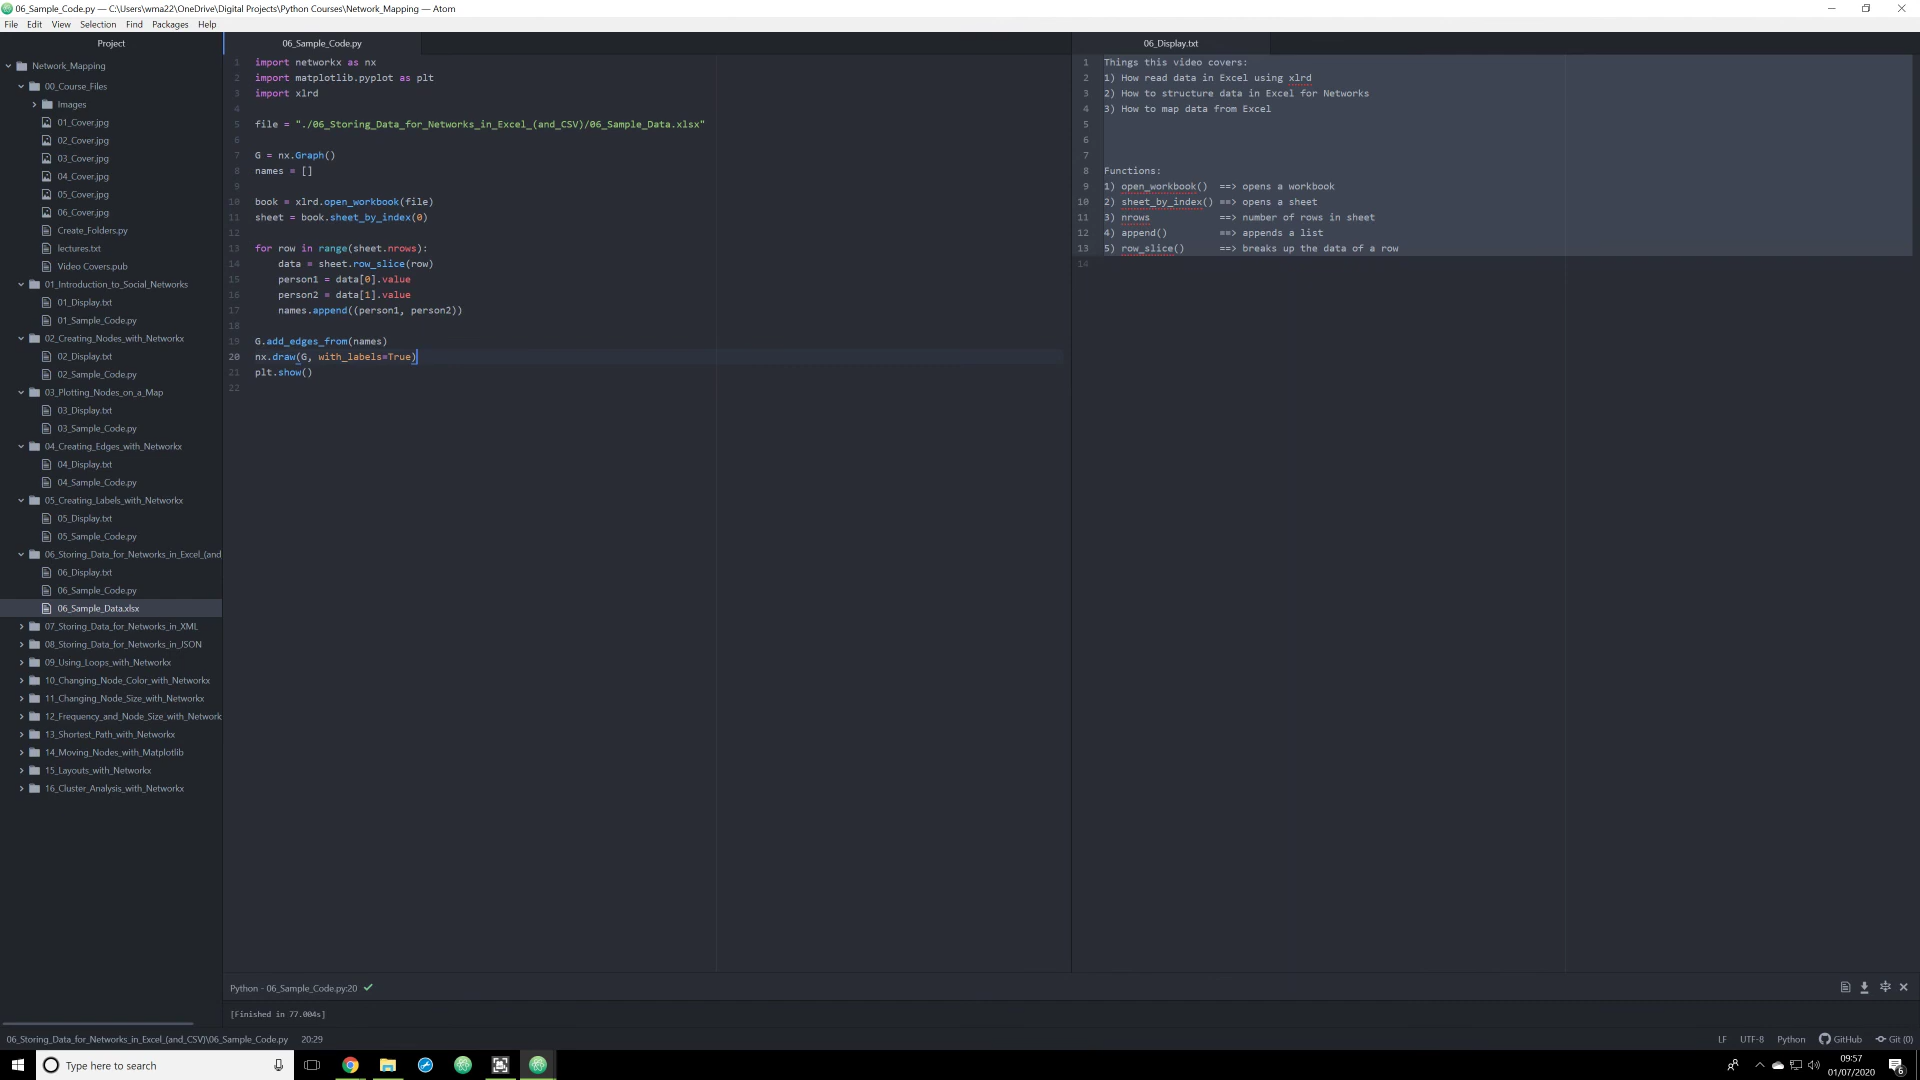 06_Sample_Code.py — C:\Users\wma22\OneDrive\Digital Projects\Python Courses\Network_Mapping — Atom
File Edit View Selection Find Packages Help
Project
Network_Mapping
00_Course_Files
Images
01_Cover.jpg
02_Cover.jpg
03_Cover.jpg
04_Cover.jpg
05_Cover.jpg
06_Cover.jpg
Create_Folders.py
lectures.txt
Video Covers.pub
01_Introduction_to_Social_Networks
01_Display.txt
01_Sample_Code.py
02_Creating_Nodes_with_Networkx
02_Display.txt
02_Sample_Code.py
03_Plotting_Nodes_on_a_Map
03_Display.txt
03_Sample_Code.py
04_Creating_Edges_with_Networkx
04_Display.txt
04_Sample_Code.py
05_Creating_Labels_with_Networkx
05_Display.txt
05_Sample_Code.py
06_Storing_Data_for_Networks_in_Excel_(and
06_Display.txt
06_Sample_Code.py
06_Sample_Data.xlsx
07_Storing_Data_for_Networks_in_XML
08_Storing_Data_for_Networks_in_JSON
09_Using_Loops_with_Networkx
10_Changing_Node_Color_with_Networkx
11_Changing_Node_Size_with_Networkx
12_Frequency_and_Node_Size_with_Network
13_Shortest_Path_with_Networkx
14_Moving_Nodes_with_Matplotlib
15_Layouts_with_Networkx
16_Cluster_Analysis_with_Networkx
06_Sample_Code.py
1 import networkx as nx
2 import matplotlib.pyplot as plt
3 import xlrd
4
5 file = "./06_Storing_Data_for_Networks_in_Excel_(and_CSV)/06_Sample_Data.xlsx"
6
7 G = nx.Graph()
8 names = []
9
10 book = xlrd.open_workbook(file)
11 sheet = book.sheet_by_index(0)
12
13 for row in range(sheet.nrows):
14 data = sheet.row_slice(row)
15 person1 = data[0].value
16 person2 = data[1].value
17 names.append((person1, person2))
18
19 G.add_edges_from(names)
20 nx.draw(G, with_labels=True)
21 plt.show()
22
06_Display.txt
1 Things this video covers:
2 1) How read data in Excel using xlrd
3 2) How to structure data in Excel for Networks
4 3) How to map data from Excel
5
6
7
8 Functions:
9 1) open_workbook() ==> opens a workbook
10 2) sheet_by_index() ==> opens a sheet
11 3) nrows ==> number of rows in sheet
12 4) append() ==> appends a list
13 5) row_slice() ==> breaks up the data of a row
14
Python - 06_Sample_Code.py:20
[Finished in 77.004s]
06_Storing_Data_for_Networks_in_Excel_(and_CSV)\06_Sample_Code.py 20:29
LF UTF-8 Python GitHub Git (0)
Type here to search
09:57
01/07/2020
6